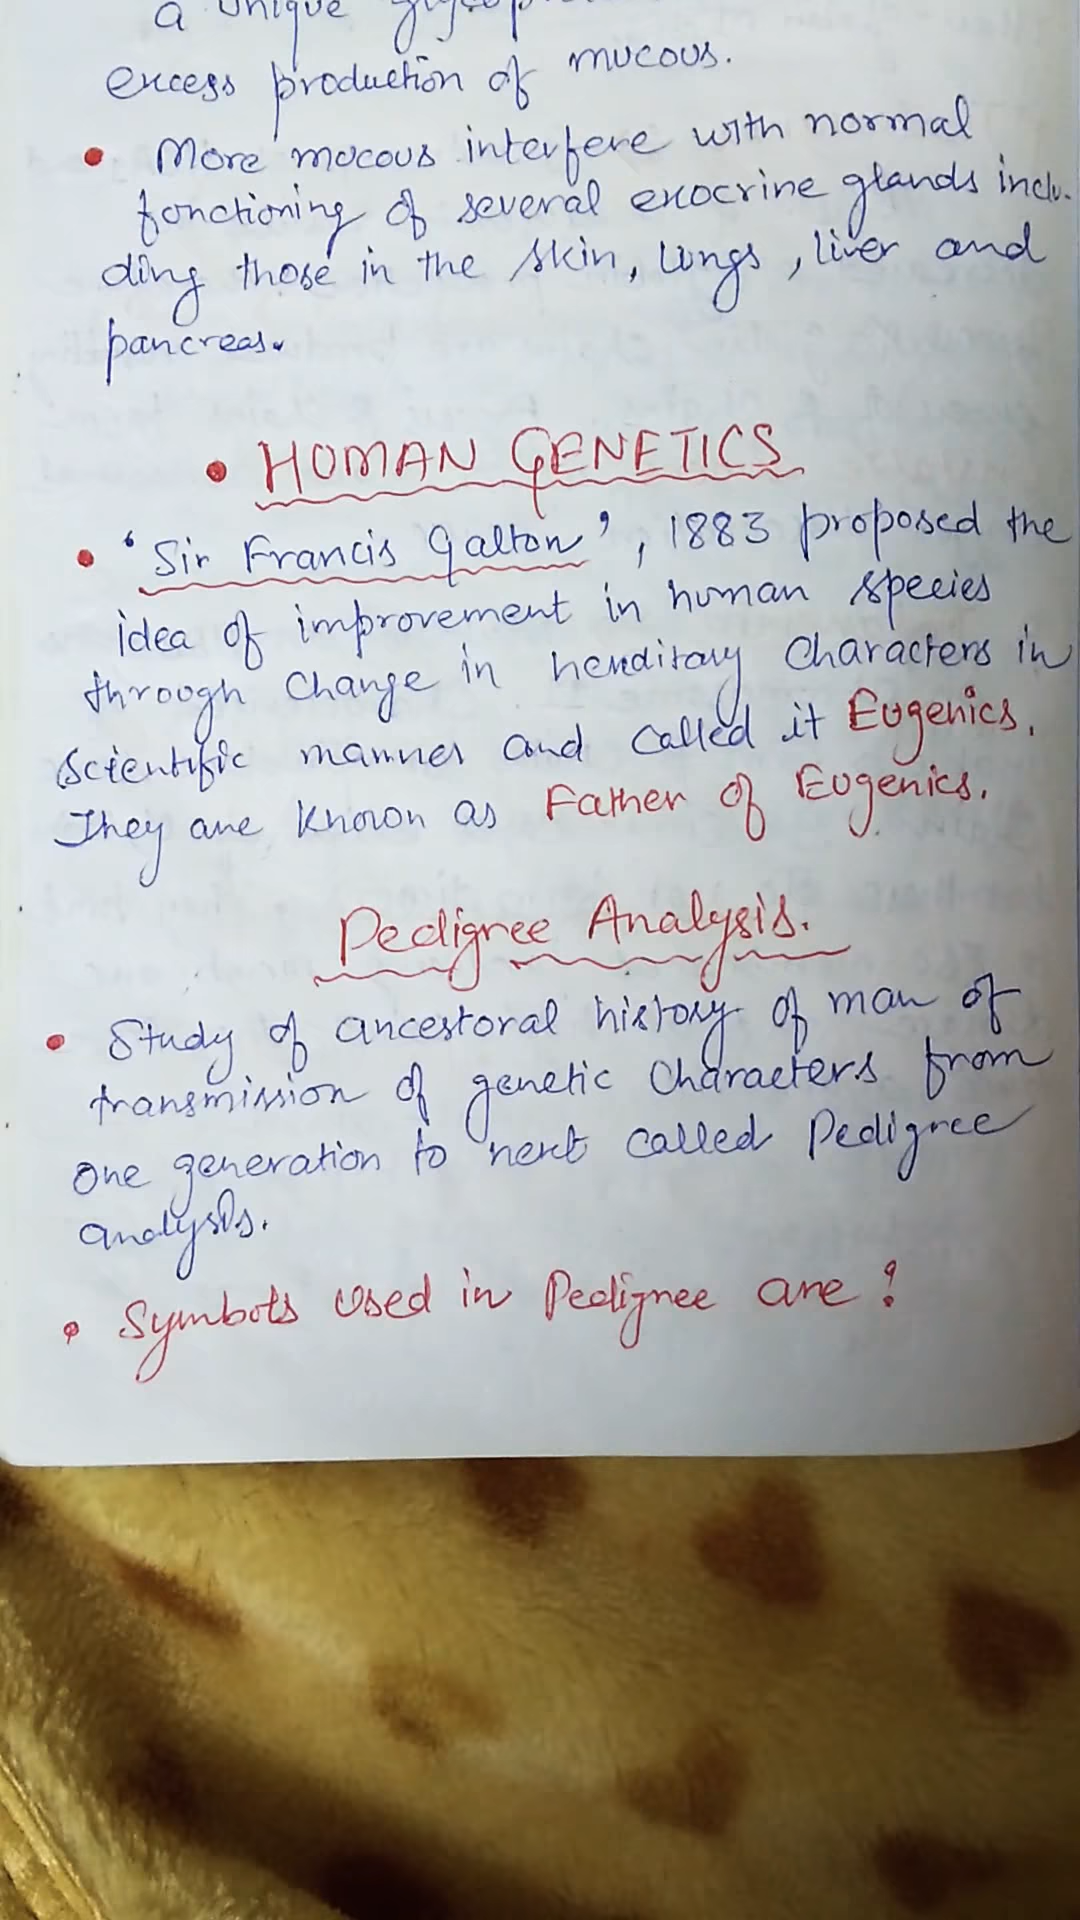 a unique
excess production of mucous.
• More mucous interfere with normal
fonctioning of several exocrine glands inclu-
ding those in the skin, lungs, liver and
pancreas.
• HUMAN GENETICS
• 'Sir Francis Galton', 1883 proposed the
idea of improvement in human species
through change in hereditary characters in
scientific manner and called it Eugenics.
They are known as Father of Eugenics.
Pedigree Analysis.
• Study of ancestoral history of man of
transmission of genetic characters from
one generation to next called Pedigree
analysis.
• Symbols used in Pedigree are !